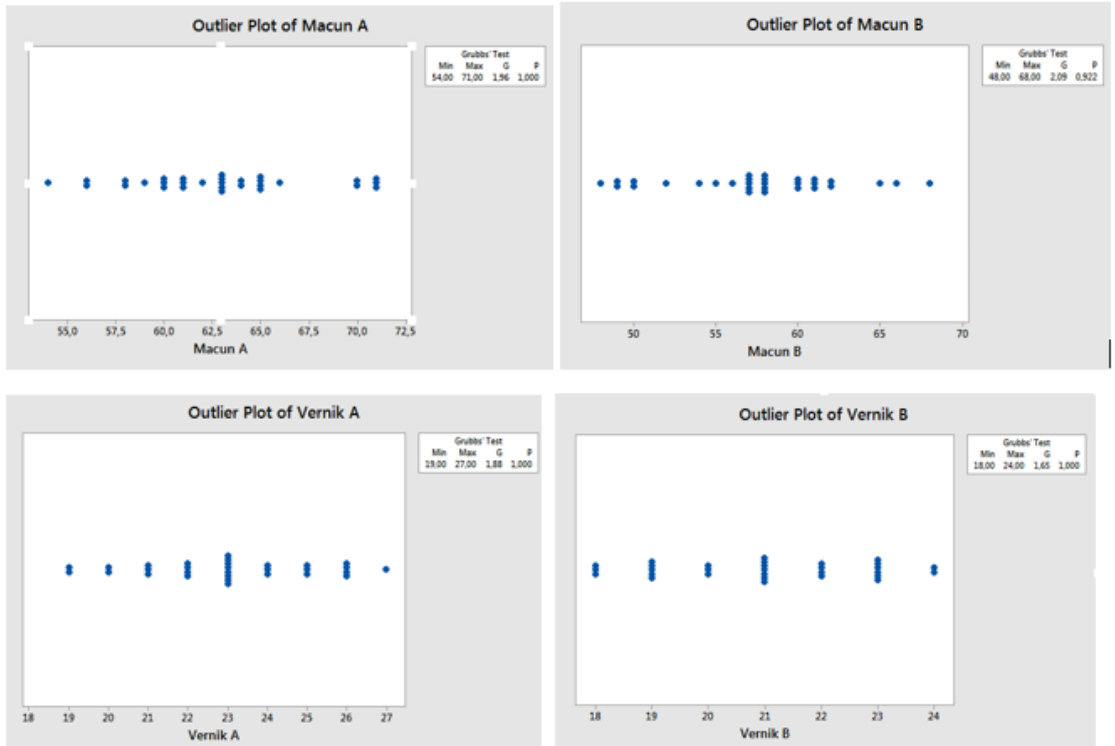 Outlier Plot of Macun A
Grubbs' Test
Min Max G P
54,00 71,00 1,96 1,000
55,0 57,5 60,0 62,5 65,0 67,5 70,0 72,5
Macun A
Outlier Plot of Macun B
Grubbs' Test
Min Max G P
48,00 68,00 2,09 0,922
50 55 60 65 70
Macun B
Outlier Plot of Vernik A
Grubbs' Test
Min Max G P
19,00 27,00 1,88 1,000
18 19 20 21 22 23 24 25 26 27
Vernik A
Outlier Plot of Vernik B
Grubbs' Test
Min Max G P
18,00 24,00 1,65 1,000
18 19 20 21 22 23 24
Vernik B